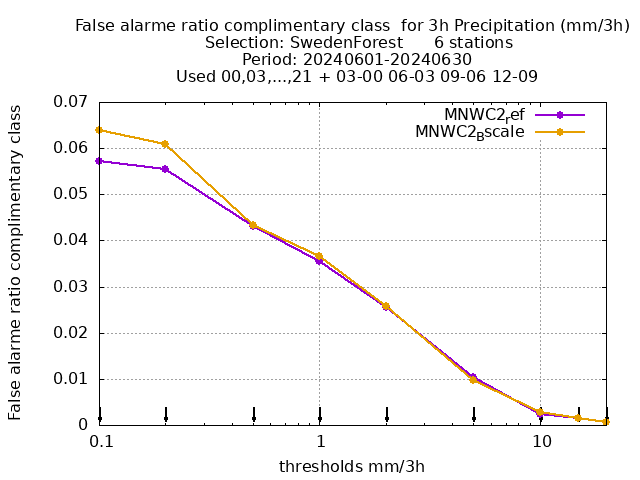 False alarme ratio complimentary class  for 3h Precipitation (mm/3h)
Selection: SwedenForest      6 stations
Period: 20240601-20240630
Used 00,03,...,21 + 03-00 06-03 09-06 12-09
False alarme ratio complimentary class
0.07
0.06
0.05
0.04
0.03
0.02
0.01
0
MNWC2ref
MNWC2Bscale
0.1
1
10
thresholds mm/3h